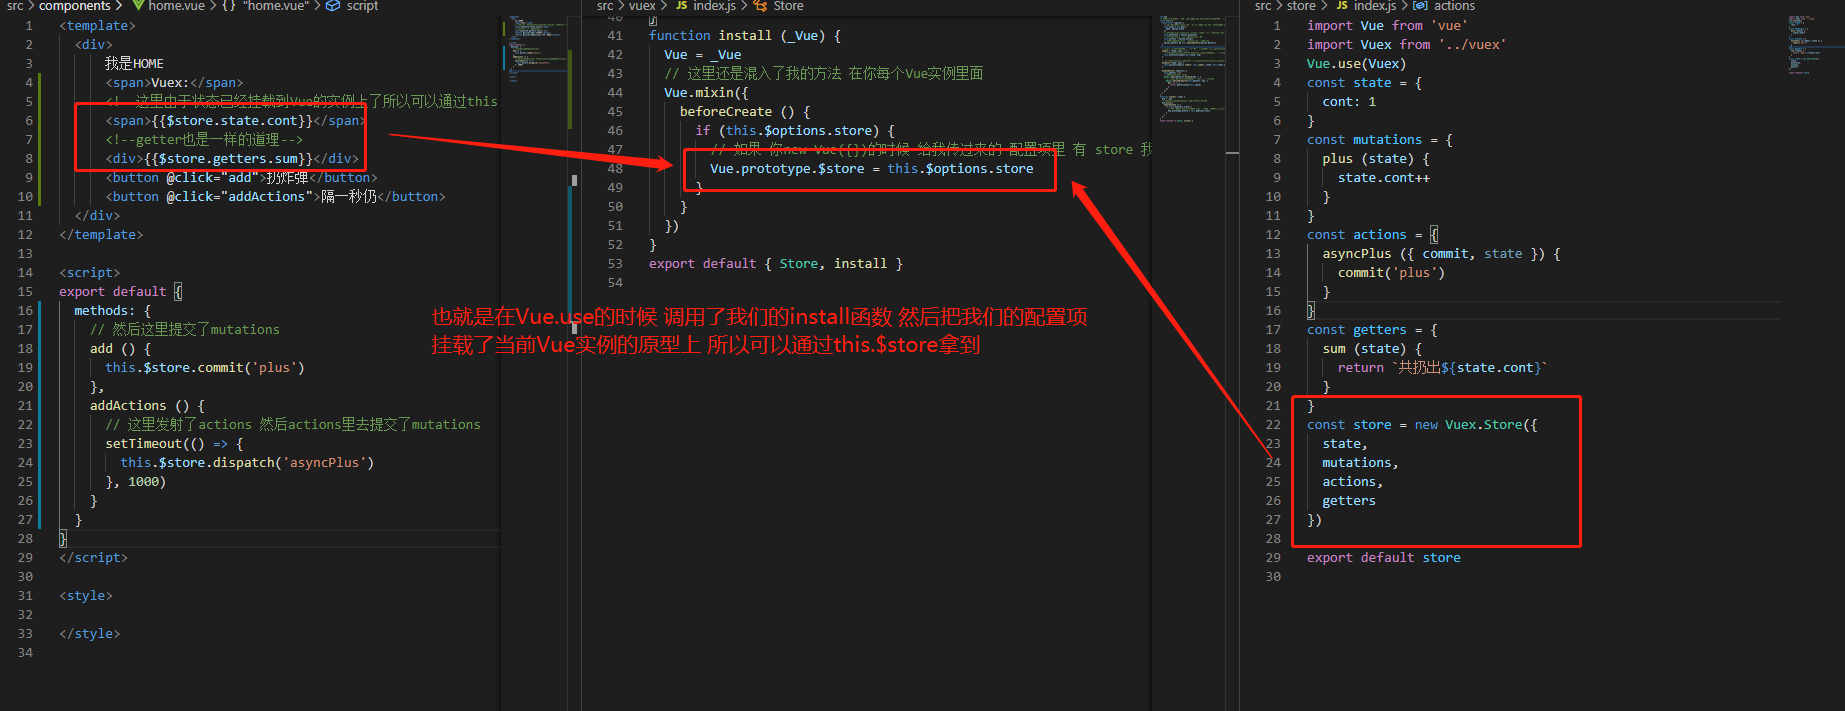 src > components > home.vue > {} "home.vue" > script
1 <template>
2 <div>
3 我是HOME
4 <span>Vuex:</span>
5 <!--这里由于状态已经挂载到Vue的实例上了所以可以通过this
6 <span>{{$store.state.cont}}</span>
7 <!--getter也是一样的道理-->
8 <div>{{$store.getters.sum}}</div>
9 <button @click="add">扔炸弹</button>
10 <button @click="addActions">隔一秒仍</button>
11 </div>
12 </template>
13
14 <script>
15 export default {
16 methods: {
17 // 然后这里提交了mutations
18 add () {
19 this.$store.commit('plus')
20 },
21 addActions () {
22 // 这里发射了actions 然后actions里去提交了mutations
23 setTimeout(() => {
24 this.$store.dispatch('asyncPlus')
25 }, 1000)
26 }
27 }
28 }
29 </script>
30
31 <style>
32
33 </style>
34
src > vuex > JS index.js > Store
40 }
41 function install (_Vue) {
42 Vue = _Vue
43 // 这里还是混入了我的方法 在你每个Vue实例里面
44 Vue.mixin({
45 beforeCreate () {
46 if (this.$options.store) {
47 // 如果 你new Vue({})的时候 给我传过来的 配置项里 有 store 我
48 Vue.prototype.$store = this.$options.store
49 }
50 }
51 })
52 }
53 export default { Store, install }
54
也就是在Vue.use的时候 调用了我们的install函数 然后把我们的配置项
挂载了当前Vue实例的原型上 所以可以通过this.$store拿到
src > store > JS index.js > actions
1 import Vue from 'vue'
2 import Vuex from '../vuex'
3 Vue.use(Vuex)
4 const state = {
5 cont: 1
6 }
7 const mutations = {
8 plus (state) {
9 state.cont++
10 }
11 }
12 const actions = {
13 asyncPlus ({ commit, state }) {
14 commit('plus')
15 }
16 }
17 const getters = {
18 sum (state) {
19 return `共扔出${state.cont}`
20 }
21 }
22 const store = new Vuex.Store({
23 state,
24 mutations,
25 actions,
26 getters
27 })
28
29 export default store
30